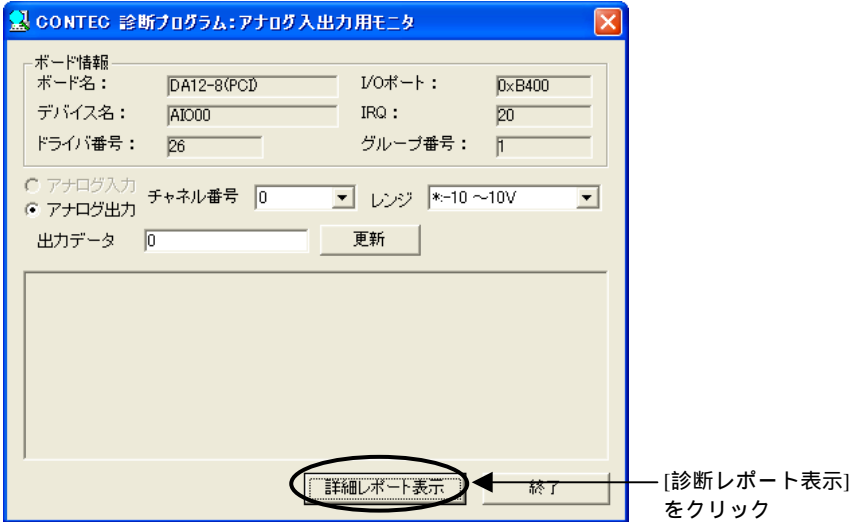 CONTEC 診断プログラム:アナログ入出力用モニタ
ボード情報
ボード名： DA12-8(PCI) I/Oポート： 0xB400
デバイス名： AIO00 IRQ： 20
ドライバ番号： 26 グループ番号： 1
アナログ入力
アナログ出力 チャネル番号 0 レンジ *:-10 ～10V
出力データ 0 更新
詳細レポート表示 終了
[診断レポート表示]
をクリック